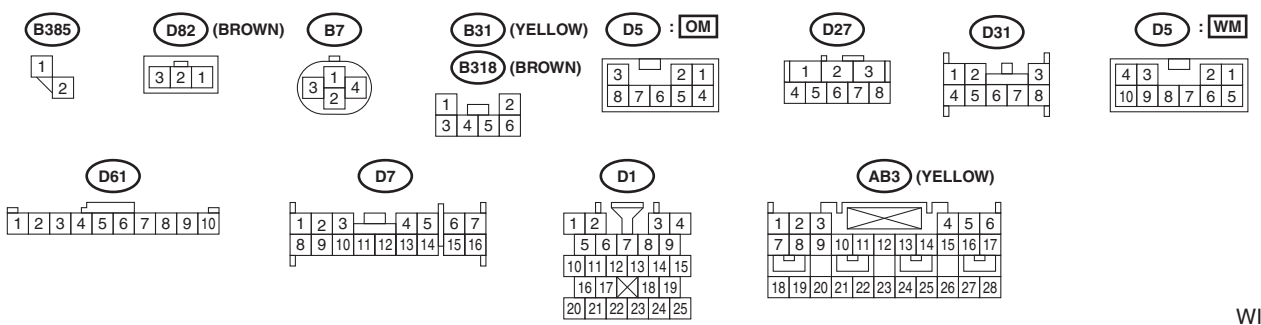 B385 D82 (BROWN) B7 B31 (YELLOW) D5 : OM D27 D31 D5 : WM
B318 (BROWN)
1
2
3 2 1
1
3 4
2
1 2
3 4 5 6
3 2 1
8 7 6 5 4
1 2 3
4 5 6 7 8
1 2 3
4 5 6 7 8
4 3 2 1
10 9 8 7 6 5
D61 D7 D1 AB3 (YELLOW)
1 2 3 4 5 6 7 8 9 10
1 2 3 4 5 6 7
8 9 10 11 12 13 14 15 16
1 2 3 4
5 6 7 8 9
10 11 12 13 14 15
16 17 18 19
20 21 22 23 24 25
1 2 3 4 5 6
7 8 9 10 11 12 13 14 15 16 17
18 19 20 21 22 23 24 25 26 27 28
WI